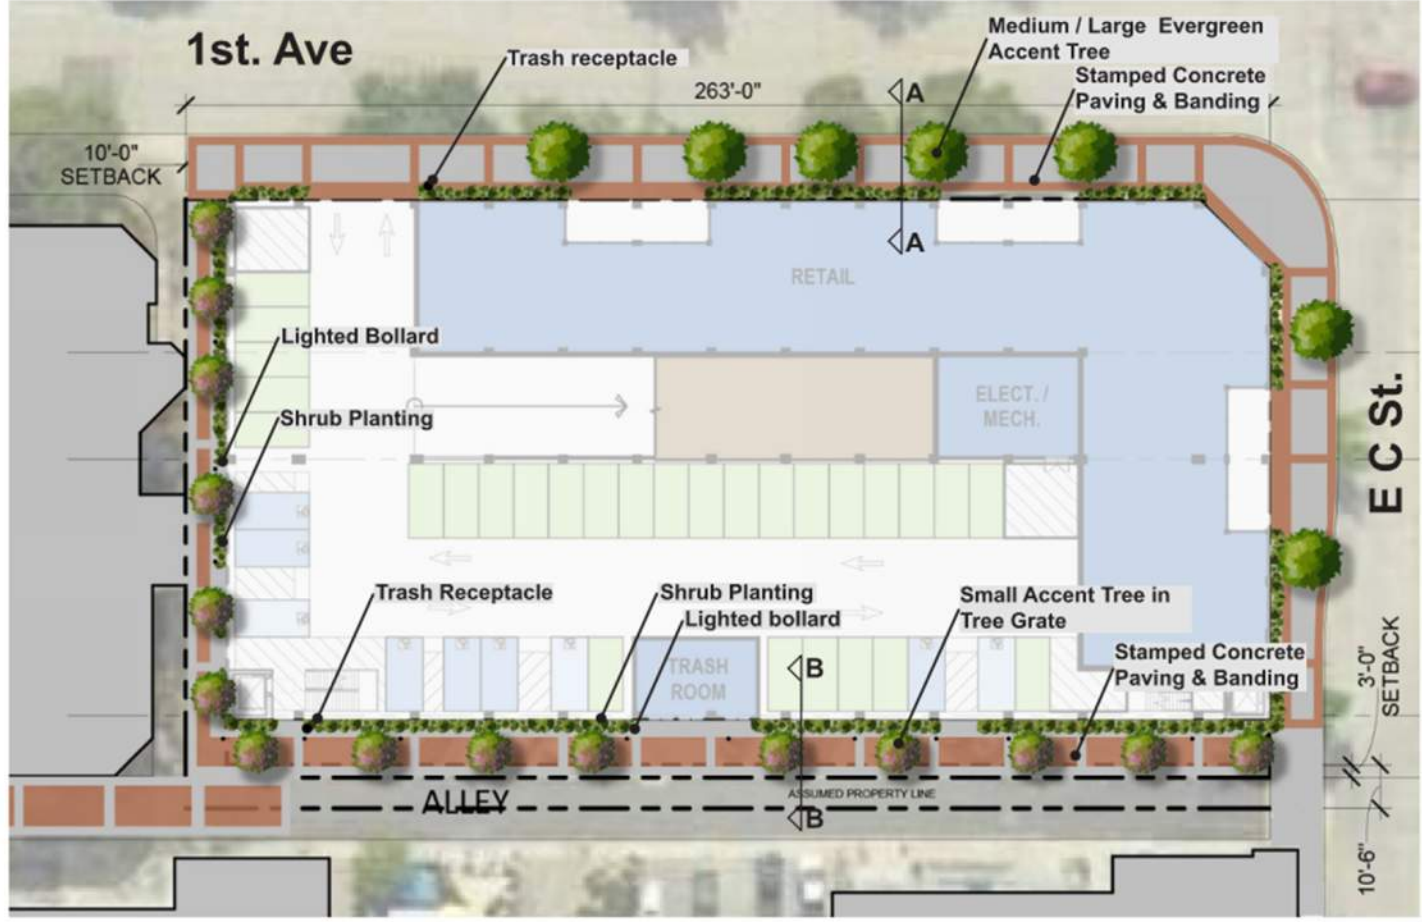 1st. Ave
Trash receptacle
Medium / Large Evergreen
Accent Tree
Stamped Concrete
Paving & Banding
263'-0"
A
10'-0"
SETBACK
A
RETAIL
Lighted Bollard
Shrub Planting
ELECT. /
MECH.
E C St.
Trash Receptacle
Shrub Planting
Lighted bollard
Small Accent Tree in
Tree Grate
Stamped Concrete
Paving & Banding
TRASH
ROOM
B
3'-0"
SETBACK
ALLEY
ASSUMED PROPERTY LINE
B
10'-6"